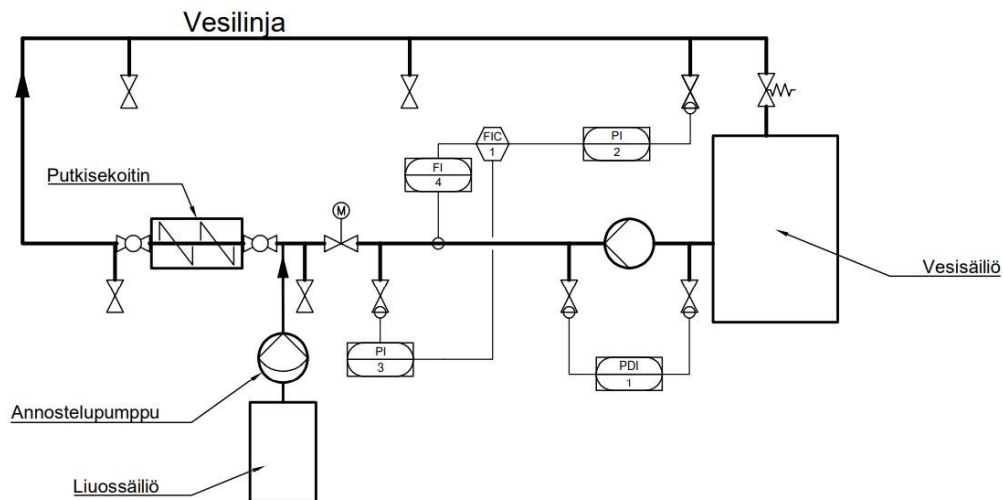 Vesilinja
FIC
1
PI
2
FI
4
Putkisekoitin
M
Vesisäiliö
PI
3
PDI
1
Annostelupumppu
Liuossäiliö